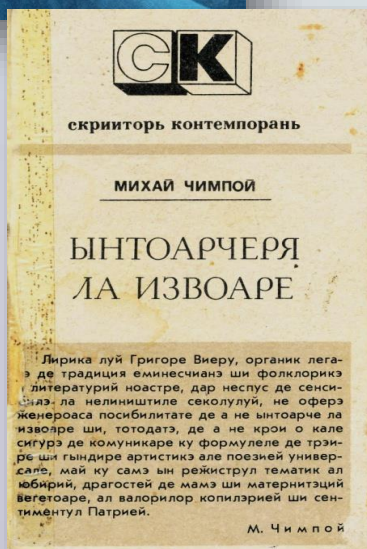 СК
скрииторь контемпорань
МИХАЙ ЧИМПОЙ
ЫНТОАРЧЕРЯ
ЛА ИЗВОАРЕ
Лирика луй Григоре Виеру, органик лега-
э де традиция еминесчианэ ши фолклорикэ
литературий ноастре, дар неспус де сенси-
билэ ла нелиништиле секолулуй, не оферэ
женероаса посибилитате де а не ынтоарче ла
извоаре ши, тотодатэ, де а не крои о кале
сигурэ де комуникаре ку формулеле де трэи-
ре ши гындире артистикэ але поезией универ-
сале, май ку самэ ын режиструл тематик ал
юбирий, драгостей де мамэ ши матернитэций
вегетоаре, ал валорилор копилэрией ши сен-
тиментул Патрией.
М. Чимпой